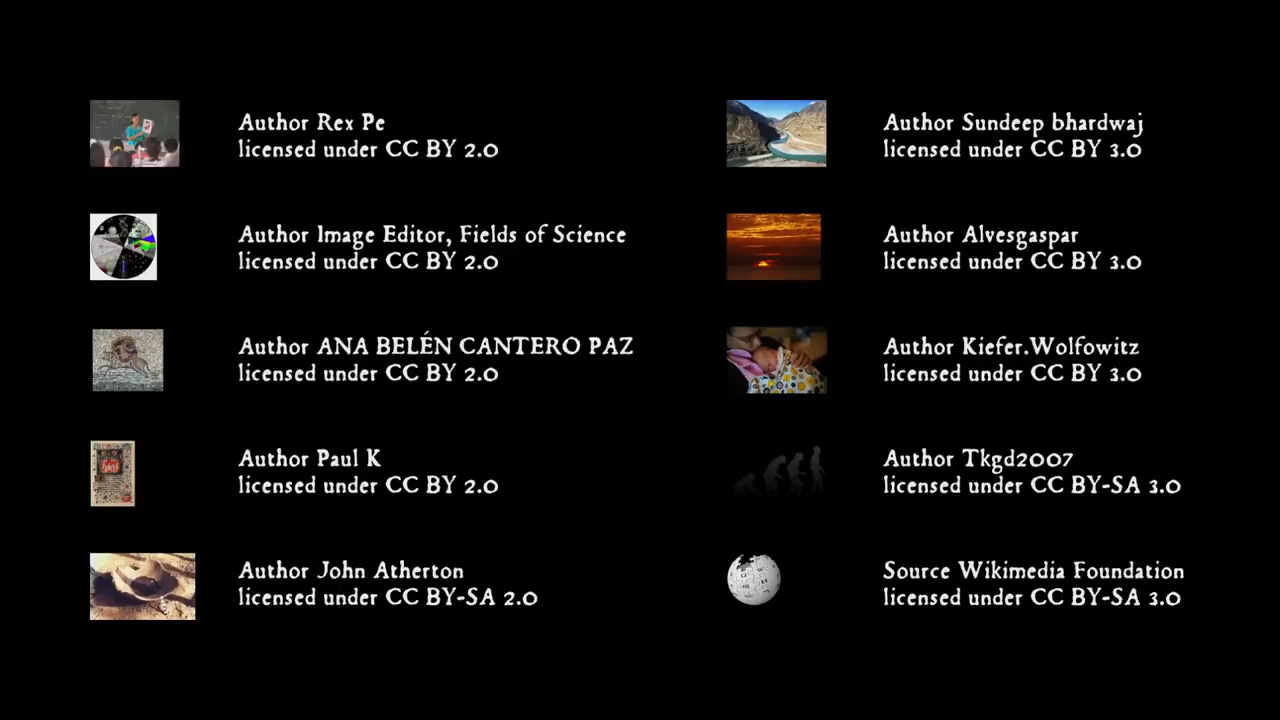 Author Rex Pe
licensed under CC BY 2.0
Author Image Editor, Fields of Science
licensed under CC BY 2.0
Author ANA BELÉN CANTERO PAZ
licensed under CC BY 2.0
Author Paul K
licensed under CC BY 2.0
Author John Atherton
licensed under CC BY-SA 2.0
Author Sundeep bhardwaj
licensed under CC BY 3.0
Author Alvesgaspar
licensed under CC BY 3.0
Author Kiefer.Wolfowitz
licensed under CC BY 3.0
Author Tkgd2007
licensed under CC BY-SA 3.0
Source Wikimedia Foundation
licensed under CC BY-SA 3.0